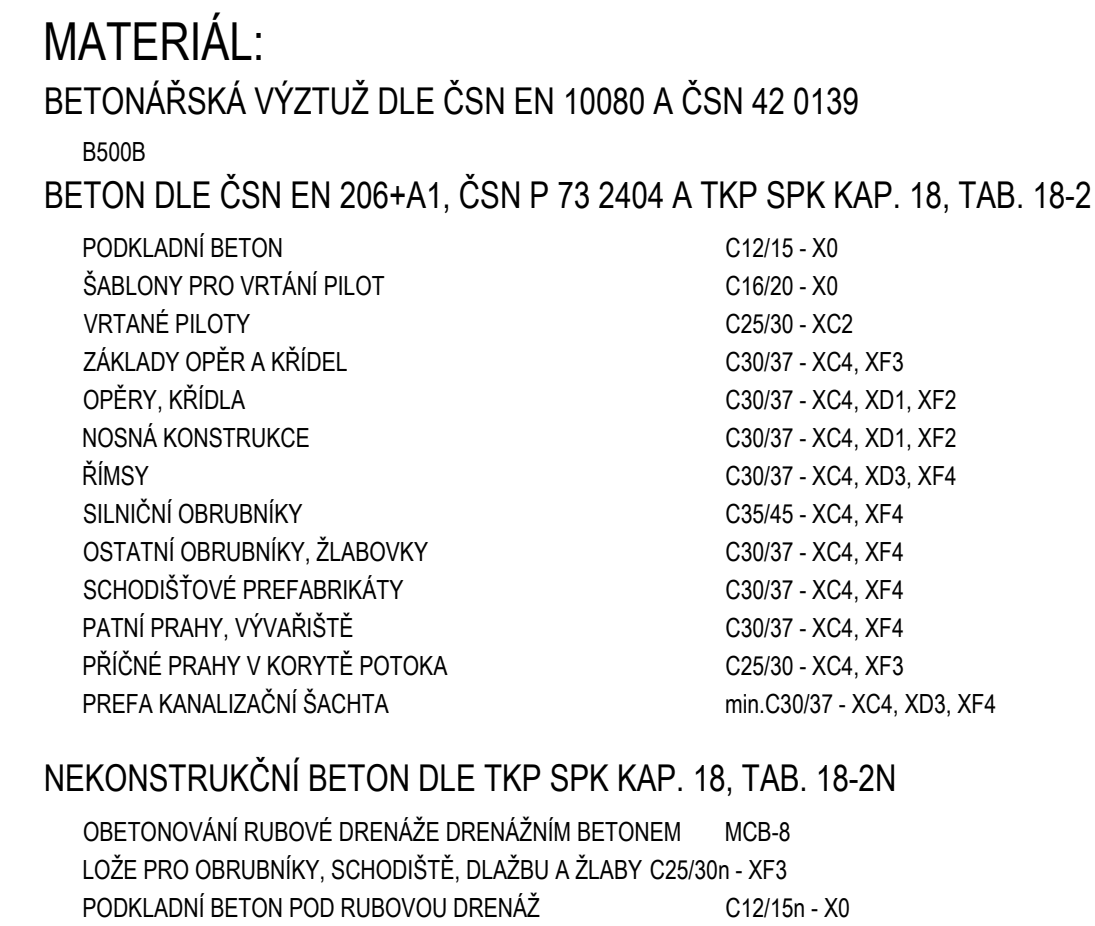 MATERIÁL:
BETONÁŘSKÁ VÝZTUŽ DLE ČSN EN 10080 A ČSN 42 0139
B500B
BETON DLE ČSN EN 206+A1, ČSN P 73 2404 A TKP SPK KAP. 18, TAB. 18-2
PODKLADNÍ BETON C12/15 - X0
ŠABLONY PRO VRTÁNÍ PILOT C16/20 - X0
VRTANÉ PILOTY C25/30 - XC2
ZÁKLADY OPĚR A KŘÍDEL C30/37 - XC4, XF3
OPĚRY, KŘÍDLA C30/37 - XC4, XD1, XF2
NOSNÁ KONSTRUKCE C30/37 - XC4, XD1, XF2
ŘÍMSY C30/37 - XC4, XD3, XF4
SILNIČNÍ OBRUBNÍKY C35/45 - XC4, XF4
OSTATNÍ OBRUBNÍKY, ŽLABOVKY C30/37 - XC4, XF4
SCHODIŠŤOVÉ PREFABRIKÁTY C30/37 - XC4, XF4
PATNÍ PRAHY, VÝVAŘIŠTĚ C30/37 - XC4, XF4
PŘÍČNÉ PRAHY V KORYTĚ POTOKA C25/30 - XC4, XF3
PREFA KANALIZAČNÍ ŠACHTA min.C30/37 - XC4, XD3, XF4
NEKONSTRUKČNÍ BETON DLE TKP SPK KAP. 18, TAB. 18-2N
OBETONOVÁNÍ RUBOVÉ DRENÁŽE DRENÁŽNÍM BETONEM MCB-8
LOŽE PRO OBRUBNÍKY, SCHODIŠTĚ, DLAŽBU A ŽLABY C25/30n - XF3
PODKLADNÍ BETON POD RUBOVOU DRENÁŽ C12/15n - X0